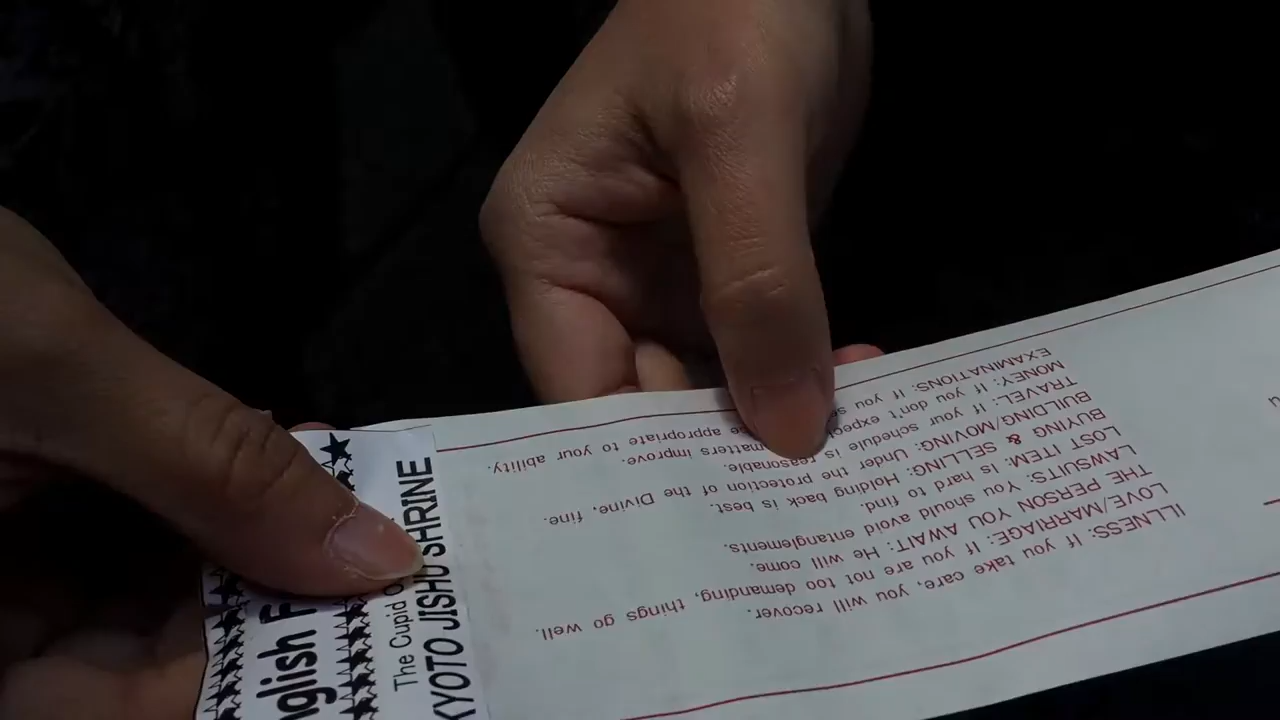 ILLNESS: If you take care, you will recover.
LOVE/MARRIAGE: If you are not too demanding, things go well.
THE PERSON YOU AWAIT: He will come.
LAWSUITS: You should avoid entanglements.
LOST ITEM: is hard to find.
BUYING & SELLING: Holding back is best.
BUILDING/MOVING: Under the protection of the Divine, fine.
TRAVEL: If your schedule is reasonable.
MONEY: If you don't expect matters improve.
EXAMINATIONS: If you appropriate to your ability.
nglish F
The Cupid O
KYOTO JISHU SHRINE